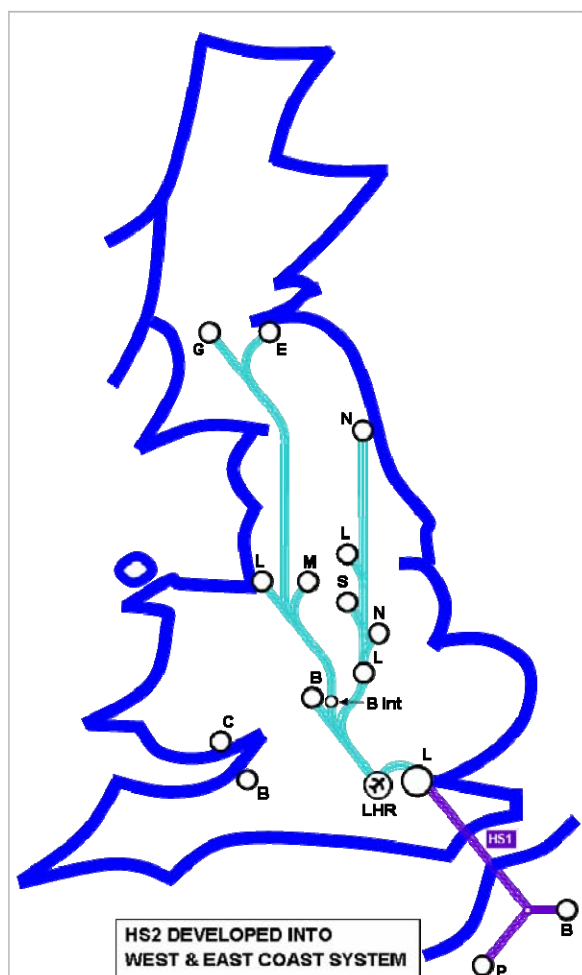 G
E
N
L
M
L
S
N
L
B
B Int
C
B
L
LHR
HS1
B
P
HS2 DEVELOPED INTO
WEST & EAST COAST SYSTEM